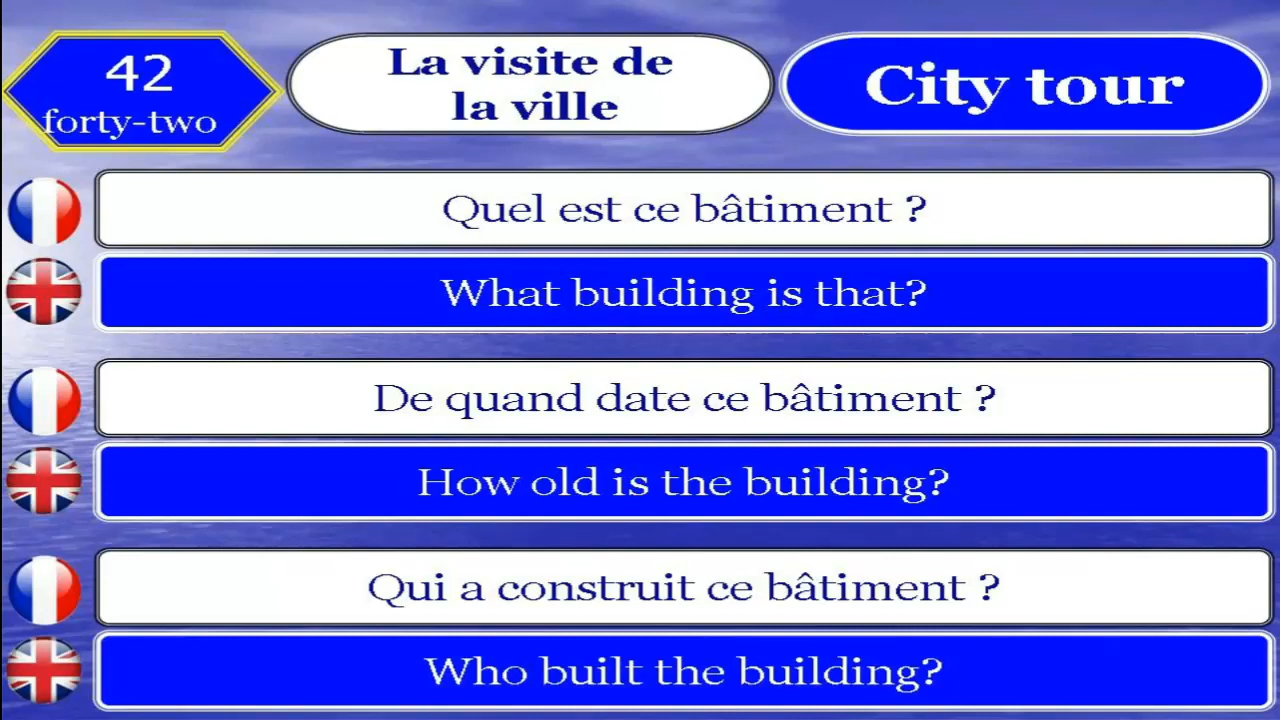 42
forty-two
La visite de
la ville
City tour
Quel est ce bâtiment ?
What building is that?
De quand date ce bâtiment ?
How old is the building?
Qui a construit ce bâtiment ?
Who built the building?